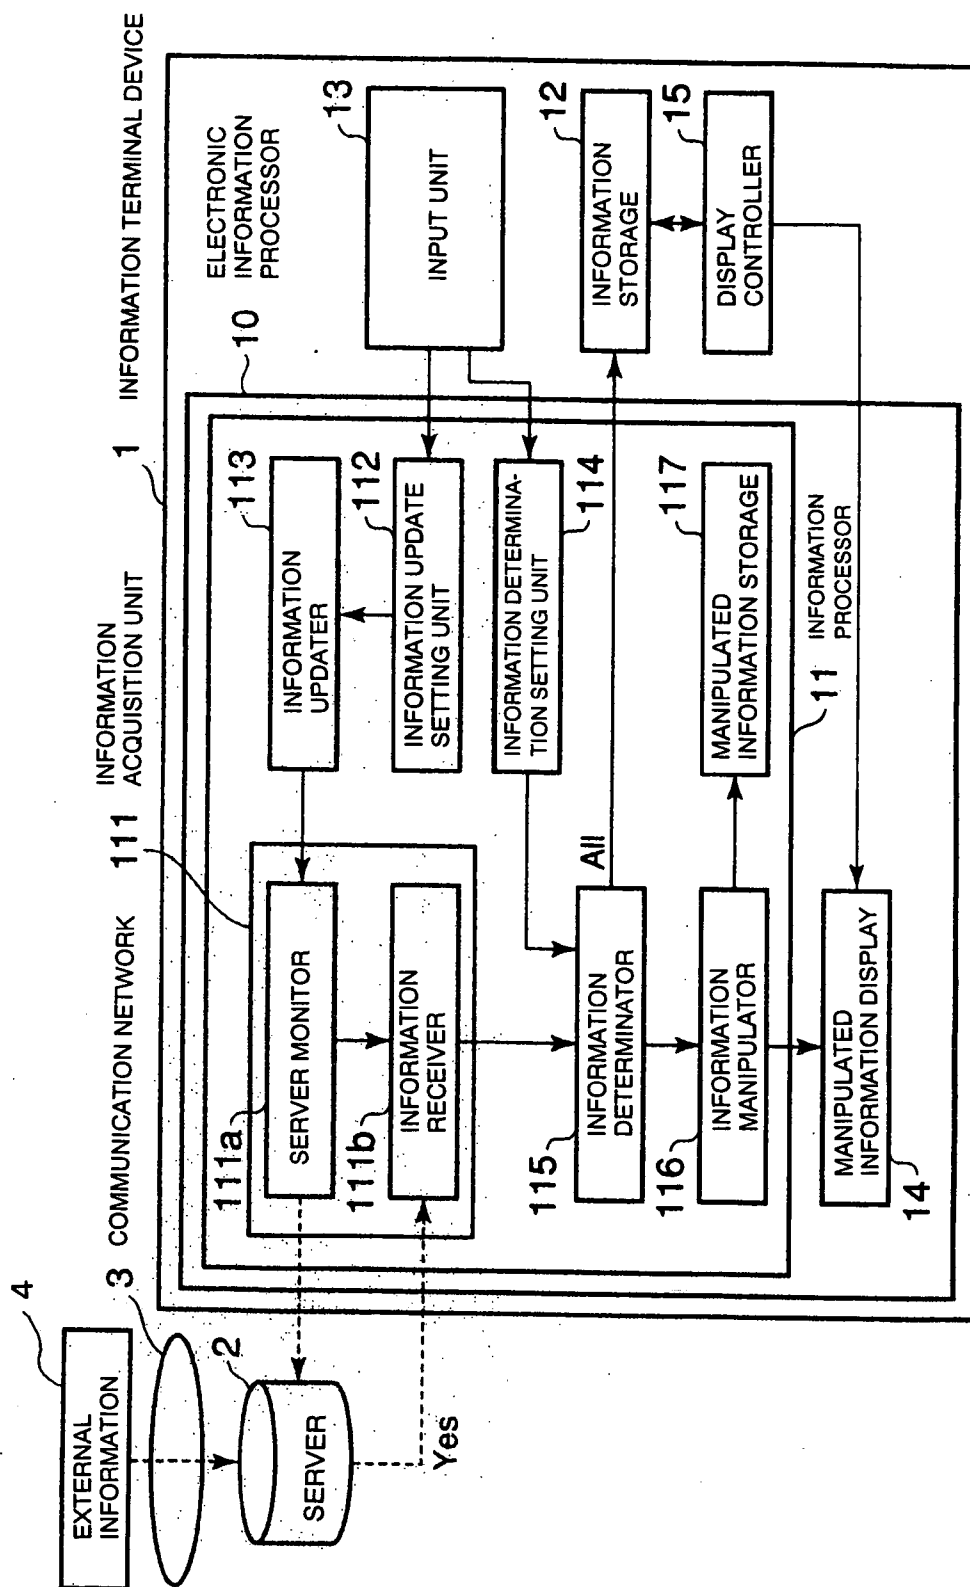 4
EXTERNAL
INFORMATION
3
COMMUNICATION NETWORK
2
SERVER
Yes
111
INFORMATION
ACQUISITION UNIT
1
INFORMATION TERMINAL DEVICE
10
ELECTRONIC
INFORMATION
PROCESSOR
111a
SERVER MONITOR
111b
INFORMATION
RECEIVER
113
INFORMATION
UPDATER
112
INFORMATION UPDATE
SETTING UNIT
13
INPUT UNIT
114
INFORMATION DETERMINA-
TION SETTING UNIT
115
INFORMATION
DETERMINATOR
All
12
INFORMATION
STORAGE
116
INFORMATION
MANIPULATOR
117
MANIPULATED
INFORMATION STORAGE
15
DISPLAY
CONTROLLER
11
INFORMATION
PROCESSOR
14
MANIPULATED
INFORMATION DISPLAY